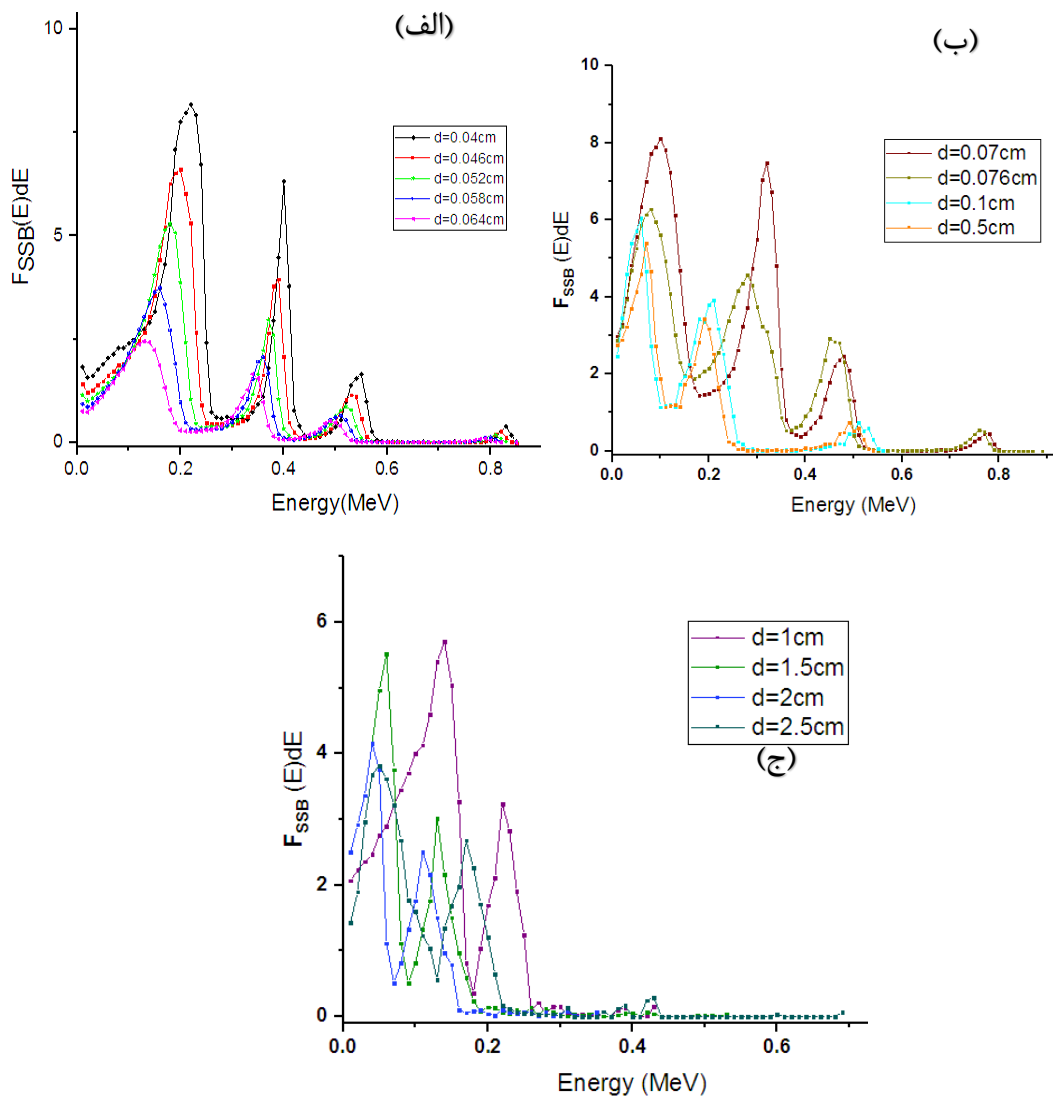 (الف)
10
5
0
0.0
0.2
0.4
0.6
0.8
F_SSB(E)dE
Energy(MeV)
d=0.04cm
d=0.046cm
d=0.052cm
d=0.058cm
d=0.064cm
(ب)
10
8
6
4
2
0
0.0
0.2
0.4
0.6
0.8
F_SSB (E)dE
Energy (MeV)
d=0.07cm
d=0.076cm
d=0.1cm
d=0.5cm
6
4
2
0
0.0
0.2
0.4
0.6
F_SSB (E)dE
Energy (MeV)
d=1cm
d=1.5cm
d=2cm
d=2.5cm
(ج)